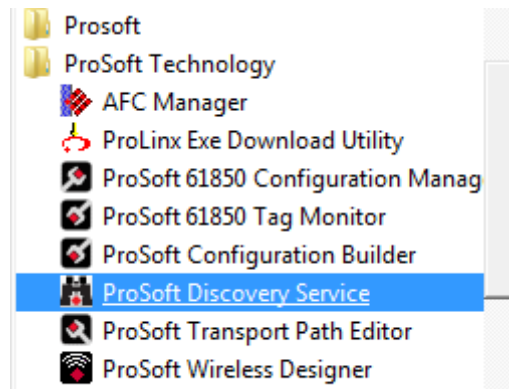 Prosoft
ProSoft Technology
AFC Manager
ProLinx Exe Download Utility
ProSoft 61850 Configuration Manag
ProSoft 61850 Tag Monitor
ProSoft Configuration Builder
ProSoft Discovery Service
ProSoft Transport Path Editor
ProSoft Wireless Designer